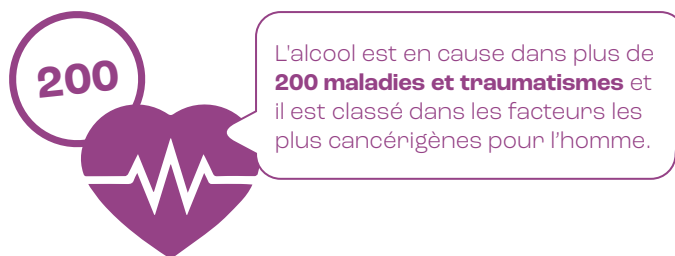 200
L'alcool est en cause dans plus de
200 maladies et traumatismes et
il est classé dans les facteurs les
plus cancérigènes pour l’homme.